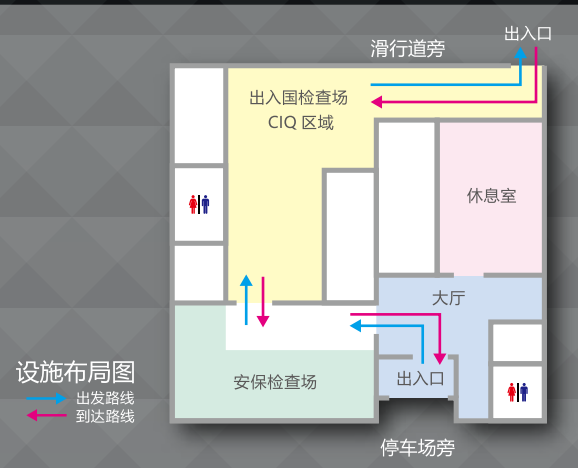 出入口
滑行道旁
出入国检查场
CIQ 区域
休息室
大厅
安保检查场
出入口
设施布局图
出发路线
到达路线
停车场旁